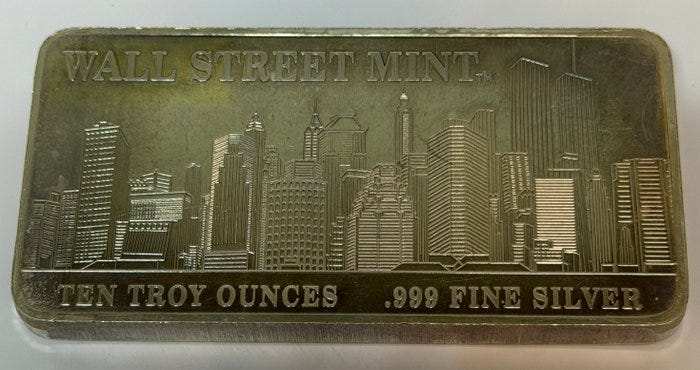 WALL STREET MINT™
TEN TROY OUNCES .999 FINE SILVER